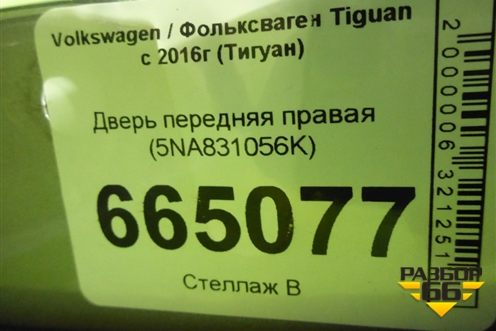 Volkswagen / Фольксваген Tiguan
с 2016г (Тигуан)
Дверь передняя правая
(5NA831056K)
665077
Стеллаж В
2000006321251
РАЗБОР
66